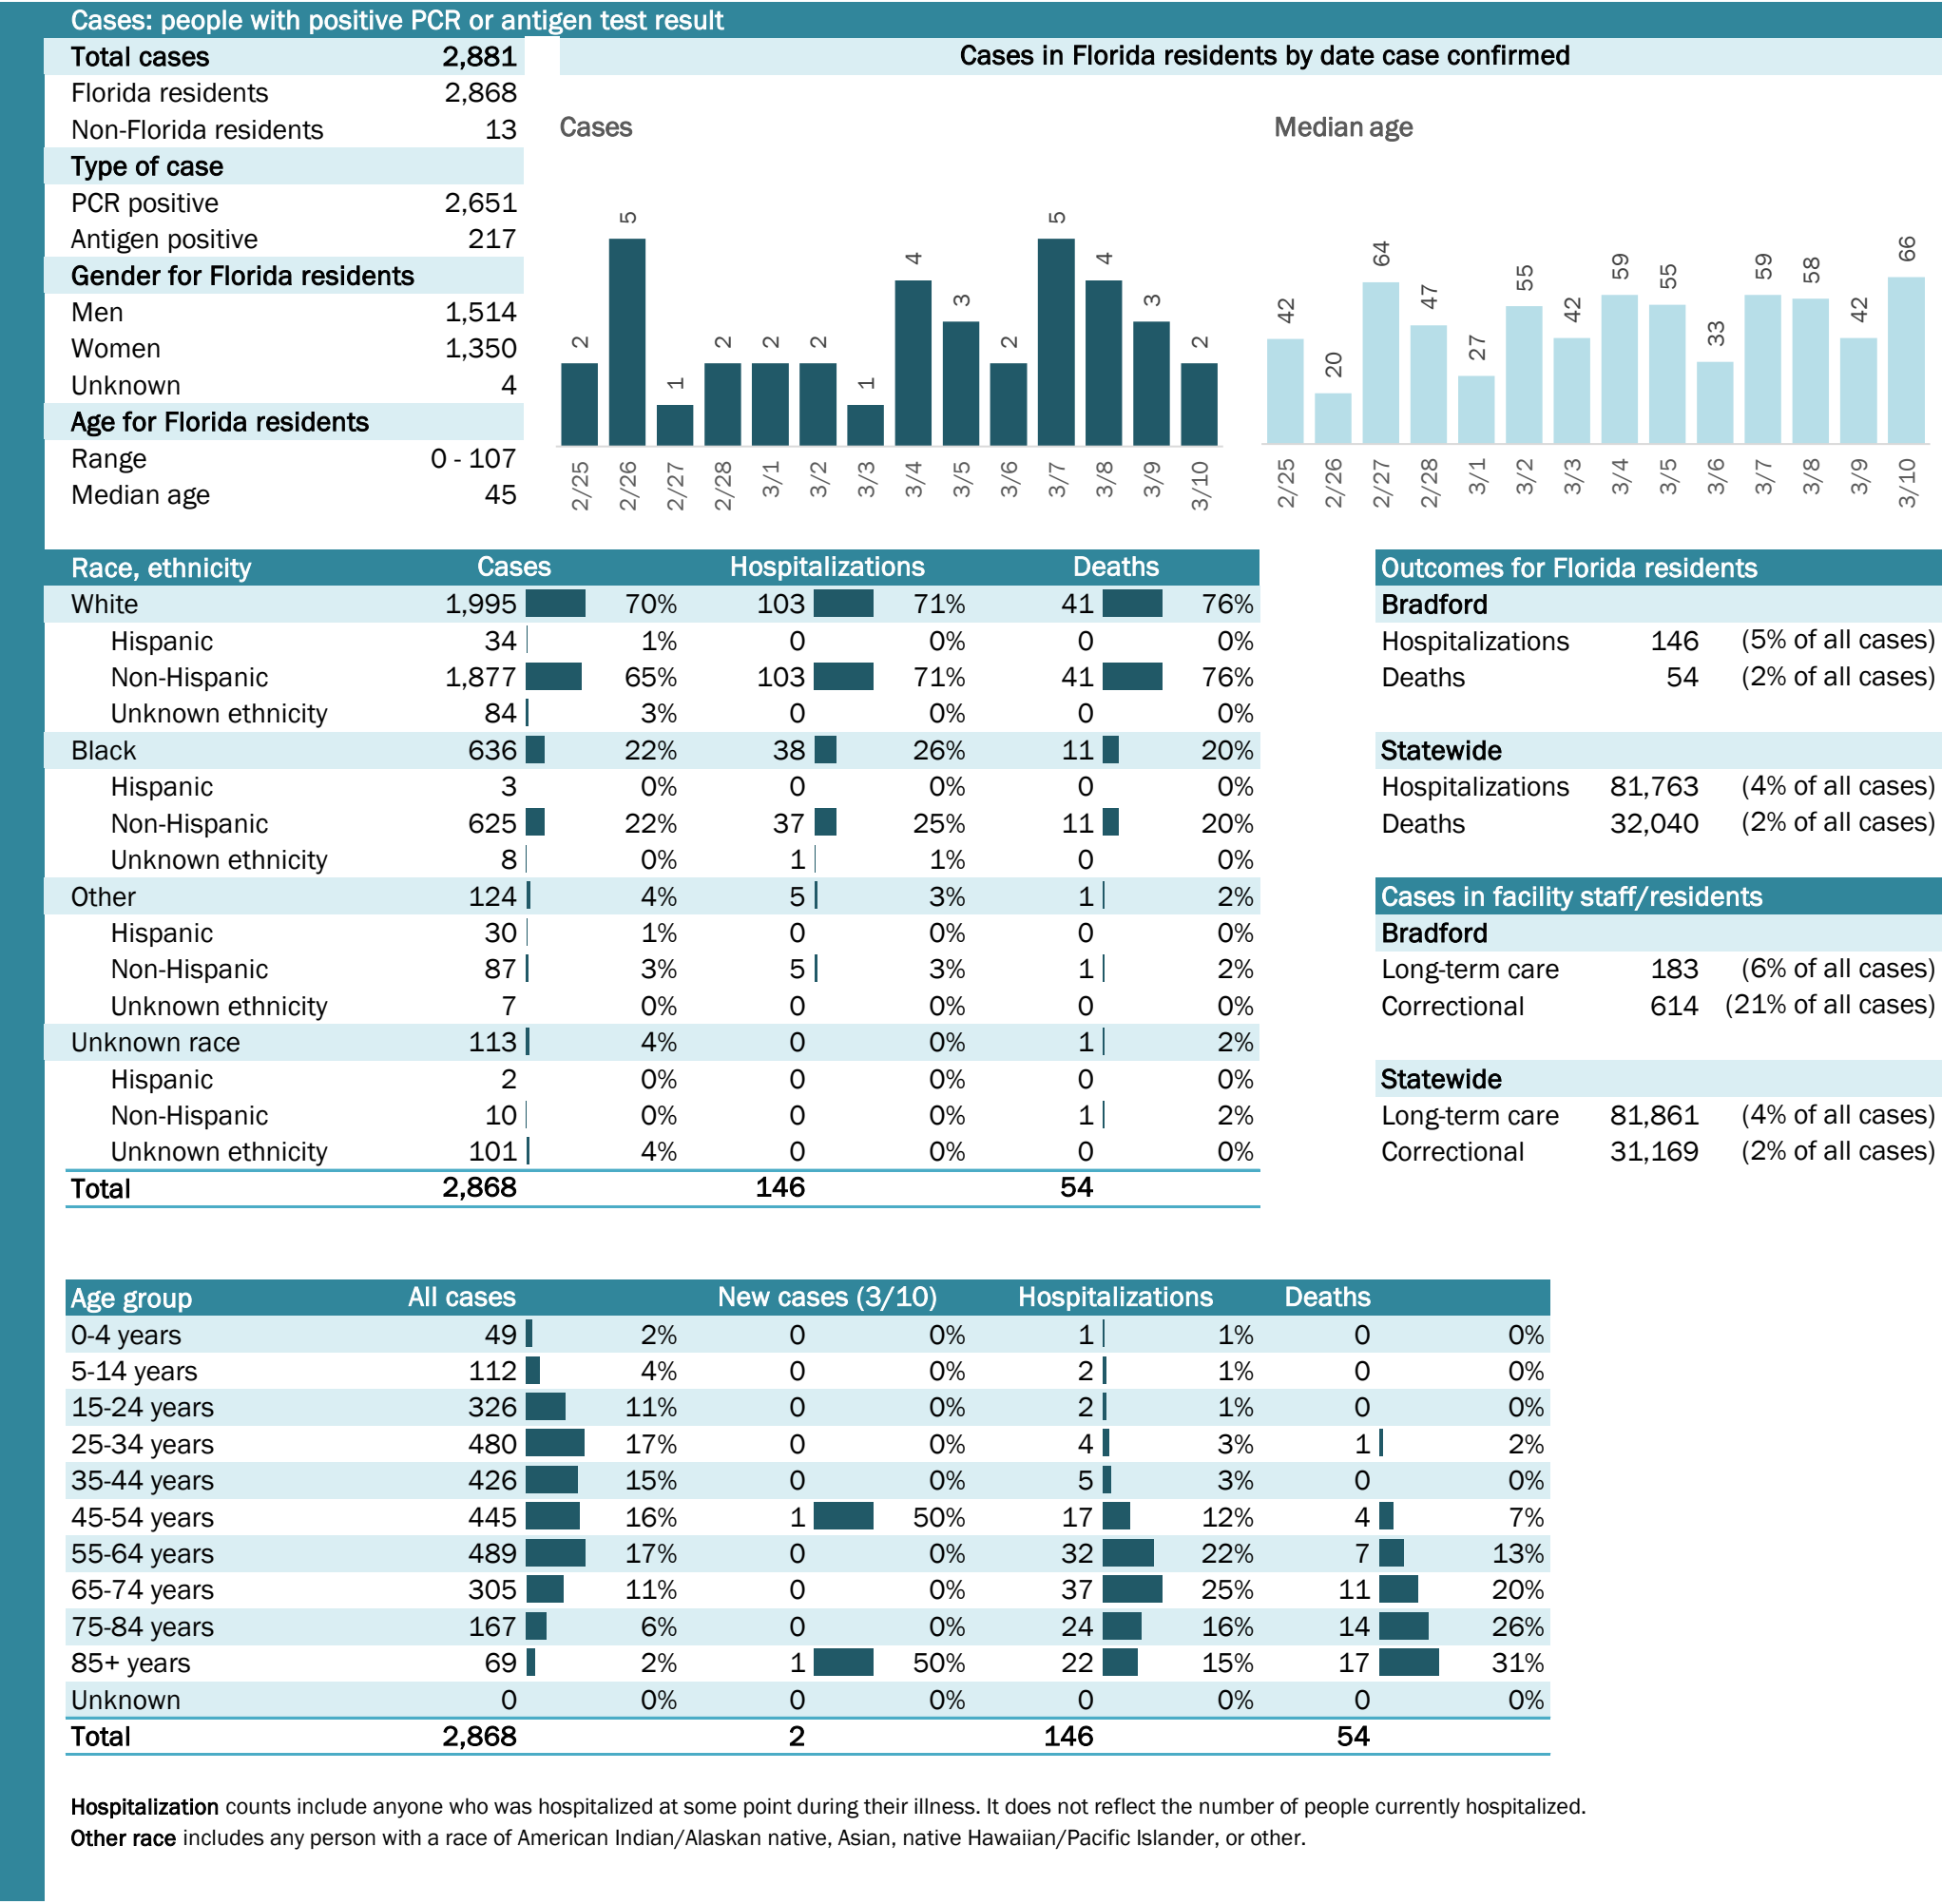 Cases: people with positive PCR or antigen test result
Total cases 2,881
Florida residents 2,868
Non-Florida residents 13
Type of case
PCR positive 2,651
Antigen positive 217
Gender for Florida residents
Men 1,514
Women 1,350
Unknown 4
Age for Florida residents
Range 0 - 107
Median age 45
Cases in Florida residents by date case confirmed
Cases
2 5 1 2 2 2 1 4 3 2 5 4 3 2
2/25 2/26 2/27 2/28 3/1 3/2 3/3 3/4 3/5 3/6 3/7 3/8 3/9 3/10
Median age
42 20 64 47 27 55 42 59 55 33 59 58 42 66
2/25 2/26 2/27 2/28 3/1 3/2 3/3 3/4 3/5 3/6 3/7 3/8 3/9 3/10
Race, ethnicity Cases Hospitalizations Deaths
White 1,995 70% 103 71% 41 76%
Hispanic 34 1% 0 0% 0 0%
Non-Hispanic 1,877 65% 103 71% 41 76%
Unknown ethnicity 84 3% 0 0% 0 0%
Black 636 22% 38 26% 11 20%
Hispanic 3 0% 0 0% 0 0%
Non-Hispanic 625 22% 37 25% 11 20%
Unknown ethnicity 8 0% 1 1% 0 0%
Other 124 4% 5 3% 1 2%
Hispanic 30 1% 0 0% 0 0%
Non-Hispanic 87 3% 5 3% 1 2%
Unknown ethnicity 7 0% 0 0% 0 0%
Unknown race 113 4% 0 0% 1 2%
Hispanic 2 0% 0 0% 0 0%
Non-Hispanic 10 0% 0 0% 1 2%
Unknown ethnicity 101 4% 0 0% 0 0%
Total 2,868 146 54
Outcomes for Florida residents
Bradford
Hospitalizations 146 (5% of all cases)
Deaths 54 (2% of all cases)
Statewide
Hospitalizations 81,763 (4% of all cases)
Deaths 32,040 (2% of all cases)
Cases in facility staff/residents
Bradford
Long-term care 183 (6% of all cases)
Correctional 614 (21% of all cases)
Statewide
Long-term care 81,861 (4% of all cases)
Correctional 31,169 (2% of all cases)
Age group All cases New cases (3/10) Hospitalizations Deaths
0-4 years 49 2% 0 0% 1 1% 0 0%
5-14 years 112 4% 0 0% 2 1% 0 0%
15-24 years 326 11% 0 0% 2 1% 0 0%
25-34 years 480 17% 0 0% 4 3% 1 2%
35-44 years 426 15% 0 0% 5 3% 0 0%
45-54 years 445 16% 1 50% 17 12% 4 7%
55-64 years 489 17% 0 0% 32 22% 7 13%
65-74 years 305 11% 0 0% 37 25% 11 20%
75-84 years 167 6% 0 0% 24 16% 14 26%
85+ years 69 2% 1 50% 22 15% 17 31%
Unknown 0 0% 0 0% 0 0% 0 0%
Total 2,868 2 146 54
Hospitalization counts include anyone who was hospitalized at some point during their illness. It does not reflect the number of people currently hospitalized.
Other race includes any person with a race of American Indian/Alaskan native, Asian, native Hawaiian/Pacific Islander, or other.